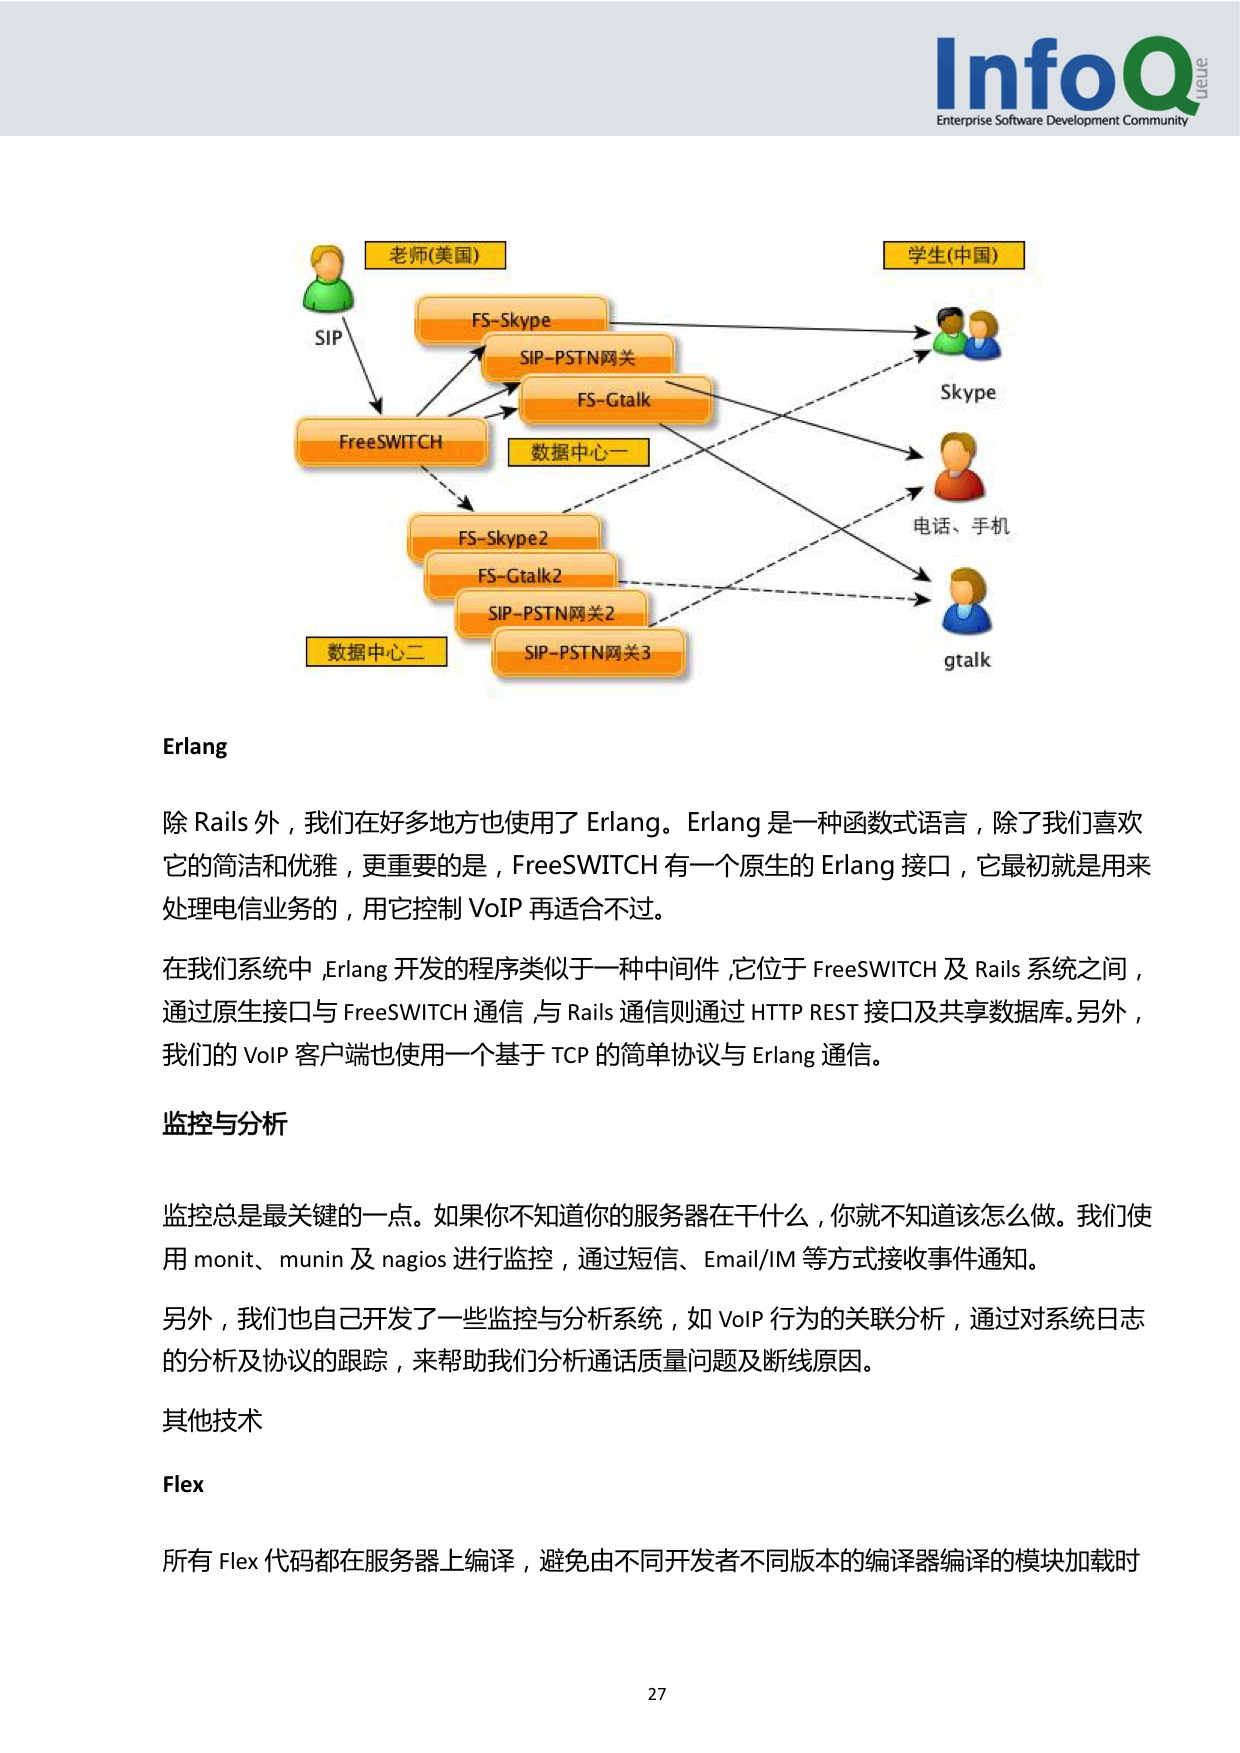 InfoQ
ueue
Enterprise Software Development Community
老师(美国)
学生(中国)
SIP
FS-Skype
SIP-PSTN网关
FS-Gtalk
FreeSWITCH
数据中心一
Skype
电话、手机
FS-Skype2
FS-Gtalk2
SIP-PSTN网关2
SIP-PSTN网关3
数据中心二
gtalk
Erlang
除 Rails 外，我们在好多地方也使用了 Erlang。Erlang 是一种函数式语言，除了我们喜欢
它的简洁和优雅，更重要的是，FreeSWITCH 有一个原生的 Erlang 接口，它最初就是用来
处理电信业务的，用它控制 VoIP 再适合不过。
在我们系统中，Erlang 开发的程序类似于一种中间件，它位于 FreeSWITCH 及 Rails 系统之间，
通过原生接口与 FreeSWITCH 通信，与 Rails 通信则通过 HTTP REST 接口及共享数据库。另外，
我们的 VoIP 客户端也使用一个基于 TCP 的简单协议与 Erlang 通信。
监控与分析
监控总是最关键的一点。如果你不知道你的服务器在干什么，你就不知道该怎么做。我们使
用 monit、munin 及 nagios 进行监控，通过短信、Email/IM 等方式接收事件通知。
另外，我们也自己开发了一些监控与分析系统，如 VoIP 行为的关联分析，通过对系统日志
的分析及协议的跟踪，来帮助我们分析通话质量问题及断线原因。
其他技术
Flex
所有 Flex 代码都在服务器上编译，避免由不同开发者不同版本的编译器编译的模块加载时
27